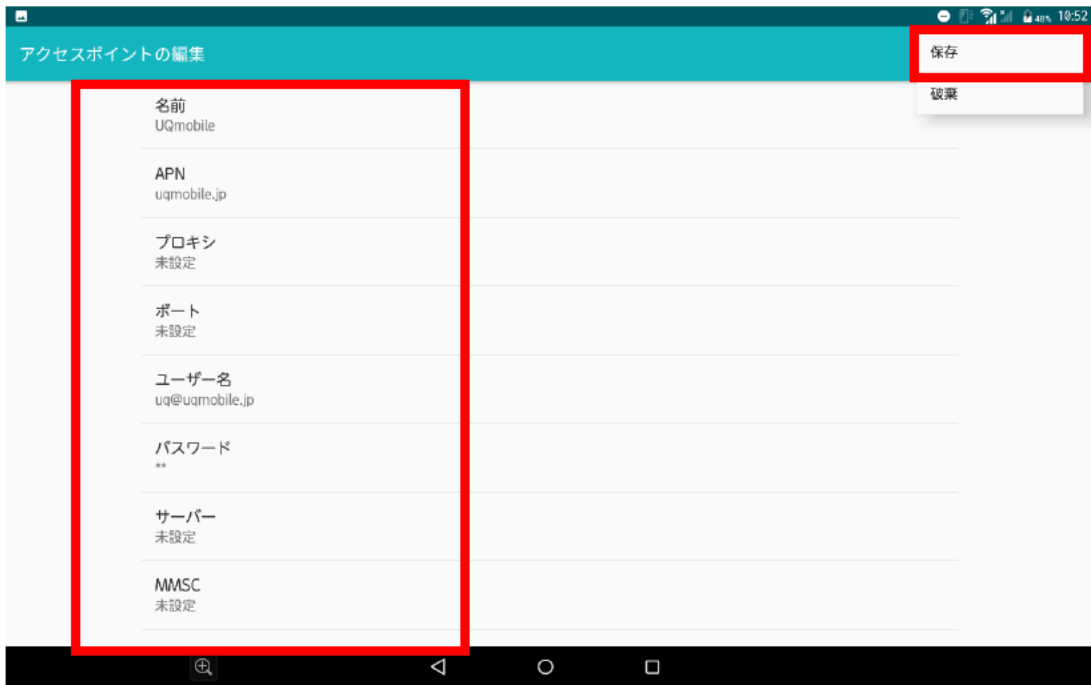 48% 10:52
アクセスポイントの編集
保存
破棄
名前
UQmobile
APN
uqmobile.jp
プロキシ
未設定
ポート
未設定
ユーザー名
uq@uqmobile.jp
パスワード
**
サーバー
未設定
MMSC
未設定